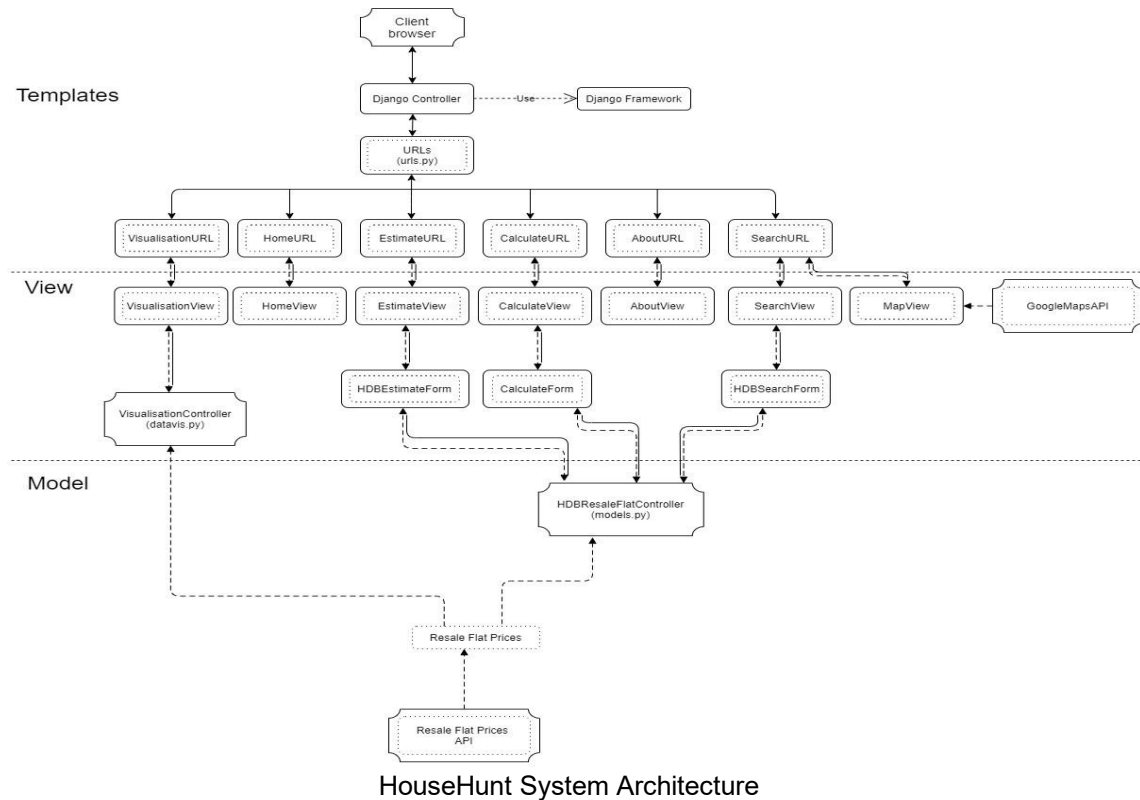 Client
browser
Templates
Django Controller
Use
Django Framework
URLs
(urls.py)
VisualisationURL
HomeURL
EstimateURL
CalculateURL
AboutURL
SearchURL
View
VisualisationView
HomeView
EstimateView
CalculateView
AboutView
SearchView
MapView
GoogleMapsAPI
HDBEstimateForm
CalculateForm
HDBSearchForm
VisualisationController
(datavis.py)
Model
HDBResaleFlatController
(models.py)
Resale Flat Prices
Resale Flat Prices
API
HouseHunt System Architecture